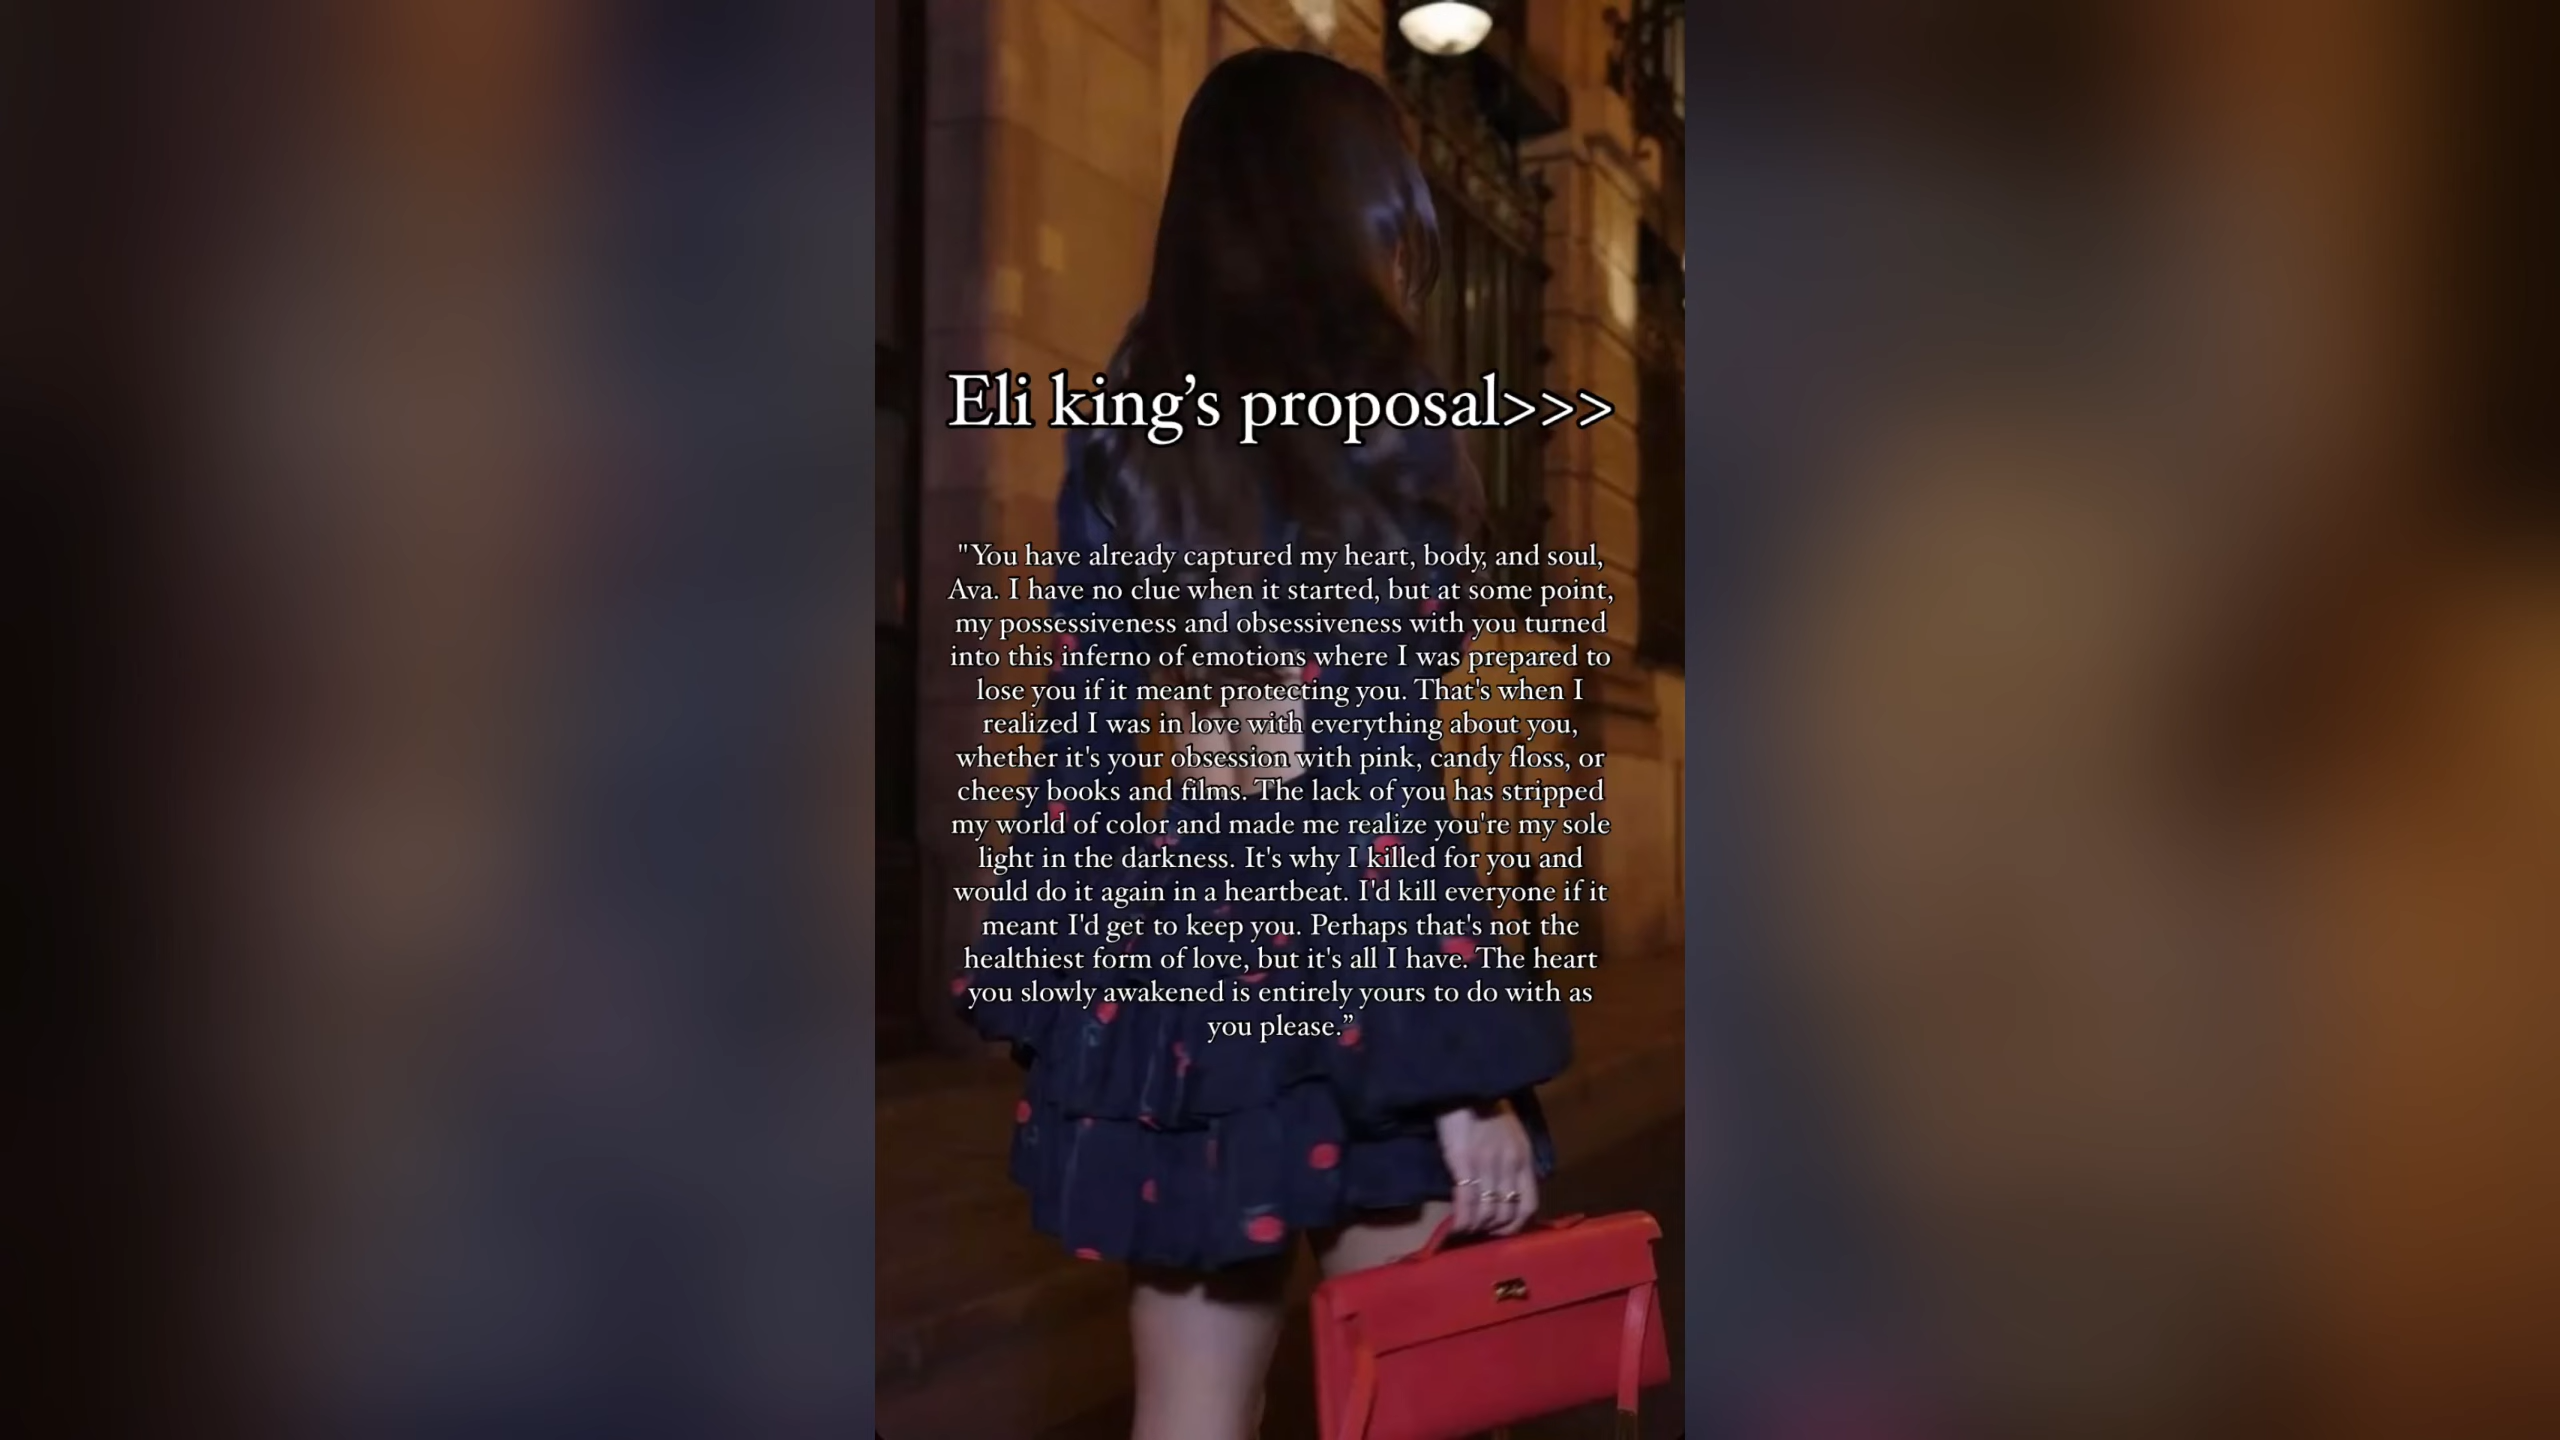 Eli king’s proposal>>>
"You have already captured my heart, body, and soul,
Ava. I have no clue when it started, but at some point,
my possessiveness and obsessiveness with you turned
into this inferno of emotions where I was prepared to
lose you if it meant protecting you. That's when I
realized I was in love with everything about you,
whether it's your obsession with pink, candy floss, or
cheesy books and films. The lack of you has stripped
my world of color and made me realize you're my sole
light in the darkness. It's why I killed for you and
would do it again in a heartbeat. I'd kill everyone if it
meant I'd get to keep you. Perhaps that's not the
healthiest form of love, but it's all I have. The heart
you slowly awakened is entirely yours to do with as
you please.”